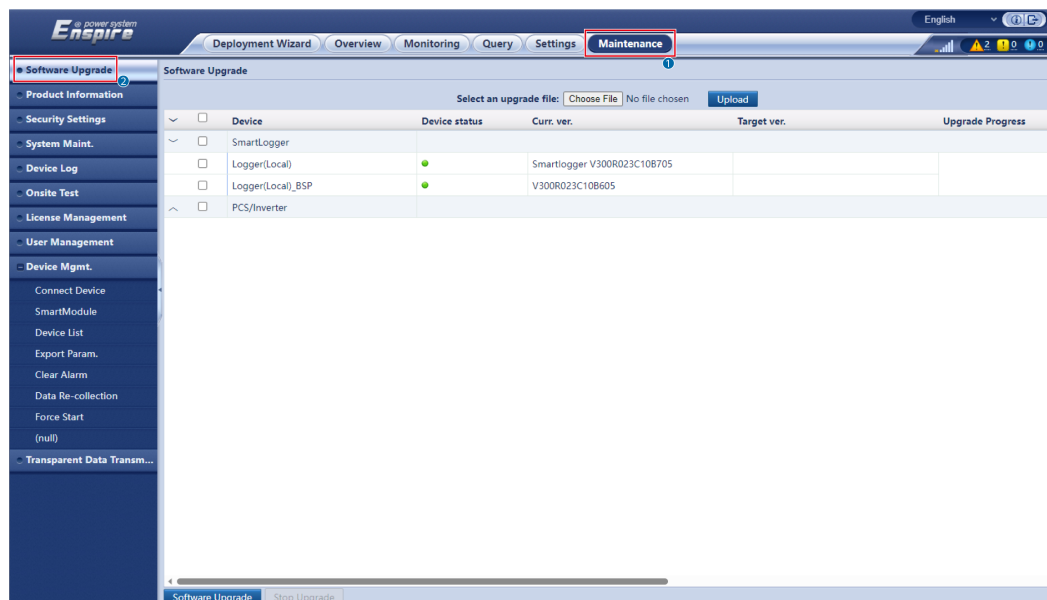 English
@ power system
Enspire
Deployment Wizard Overview Monitoring Query Settings Maintenance
2 0 0
1
Software Upgrade
2
Product Information
Security Settings
System Maint.
Device Log
Onsite Test
License Management
User Management
Device Mgmt.
Connect Device
SmartModule
Device List
Export Param.
Clear Alarm
Data Re-collection
Force Start
(null)
Transparent Data Transm...
Software Upgrade
Select an upgrade file: Choose File No file chosen Upload
Device Device status Curr. ver. Target ver. Upgrade Progress
SmartLogger
Logger(Local) Smartlogger V300R023C10B705
Logger(Local)_BSP V300R023C10B605
PCS/Inverter
Software Upgrade Stop Upgrade